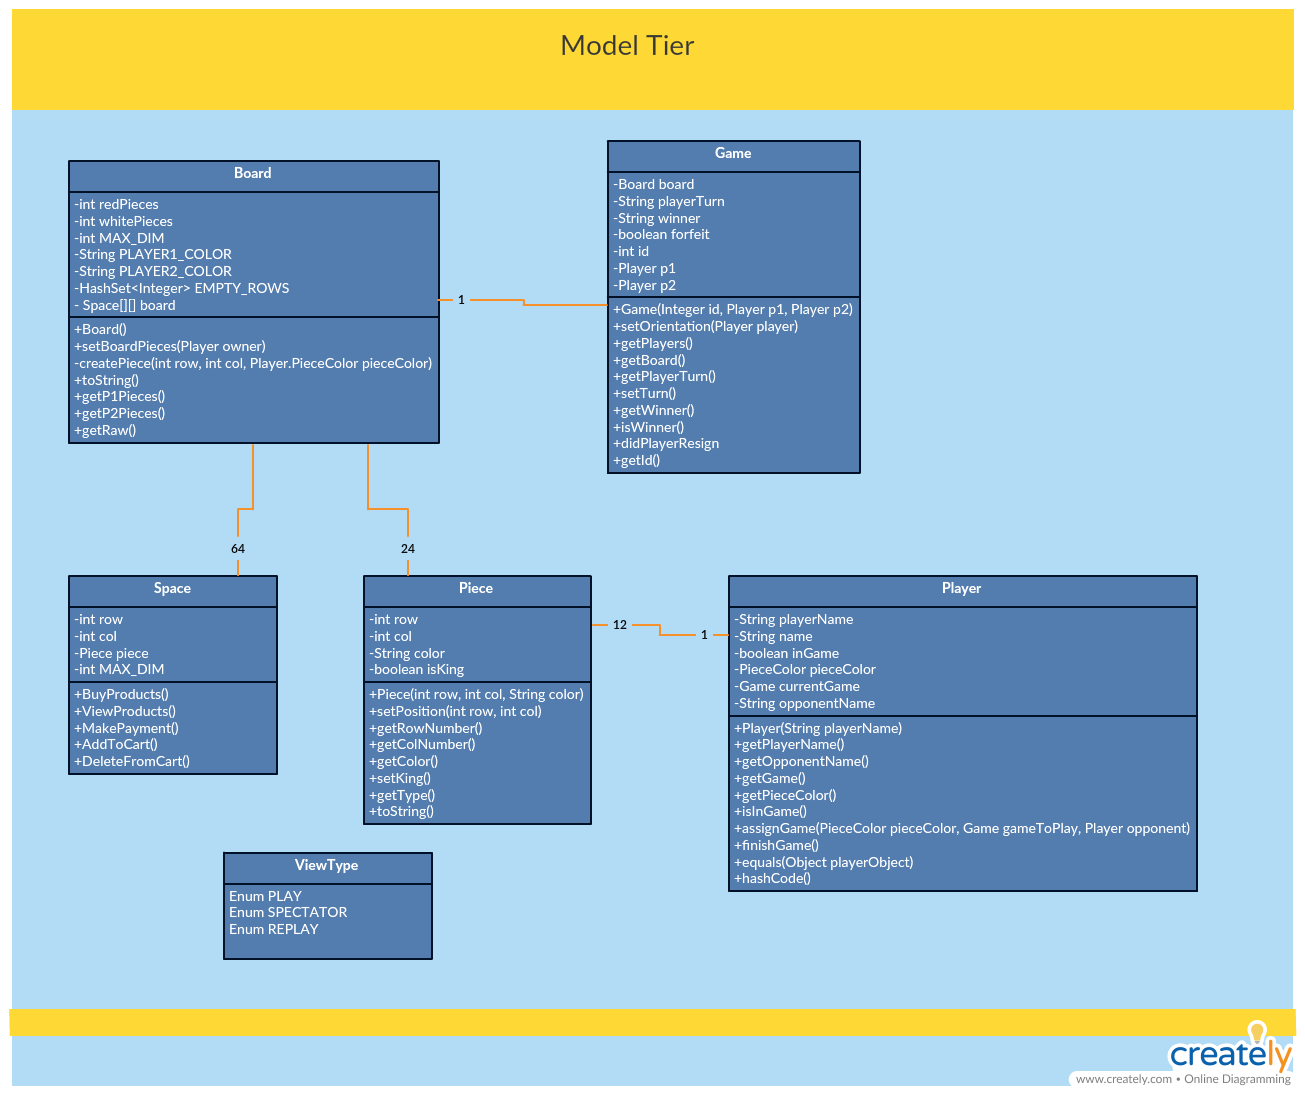 Model Tier
Board
-int redPieces
-int whitePieces
-int MAX_DIM
-String PLAYER1_COLOR
-String PLAYER2_COLOR
-HashSet<Integer> EMPTY_ROWS
- Space[][] board
+Board()
+setBoardPieces(Player owner)
-createPiece(int row, int col, Player.PieceColor pieceColor)
+toString()
+getP1Pieces()
+getP2Pieces()
+getRaw()
1
Game
-Board board
-String playerTurn
-String winner
-boolean forfeit
-int id
-Player p1
-Player p2
+Game(Integer id, Player p1, Player p2)
+setOrientation(Player player)
+getPlayers()
+getBoard()
+getPlayerTurn()
+setTurn()
+getWinner()
+isWinner()
+didPlayerResign
+getId()
64
24
Space
-int row
-int col
-Piece piece
-int MAX_DIM
+BuyProducts()
+ViewProducts()
+MakePayment()
+AddToCart()
+DeleteFromCart()
Piece
-int row
-int col
-String color
-boolean isKing
+Piece(int row, int col, String color)
+setPosition(int row, int col)
+getRowNumber()
+getColNumber()
+getColor()
+setKing()
+getType()
+toString()
12
1
Player
-String playerName
-String name
-boolean inGame
-PieceColor pieceColor
-Game currentGame
-String opponentName
+Player(String playerName)
+getPlayerName()
+getOpponentName()
+getGame()
+getPieceColor()
+isInGame()
+assignGame(PieceColor pieceColor, Game gameToPlay, Player opponent)
+finishGame()
+equals(Object playerObject)
+hashCode()
ViewType
Enum PLAY
Enum SPECTATOR
Enum REPLAY
creately
www.creately.com • Online Diagramming